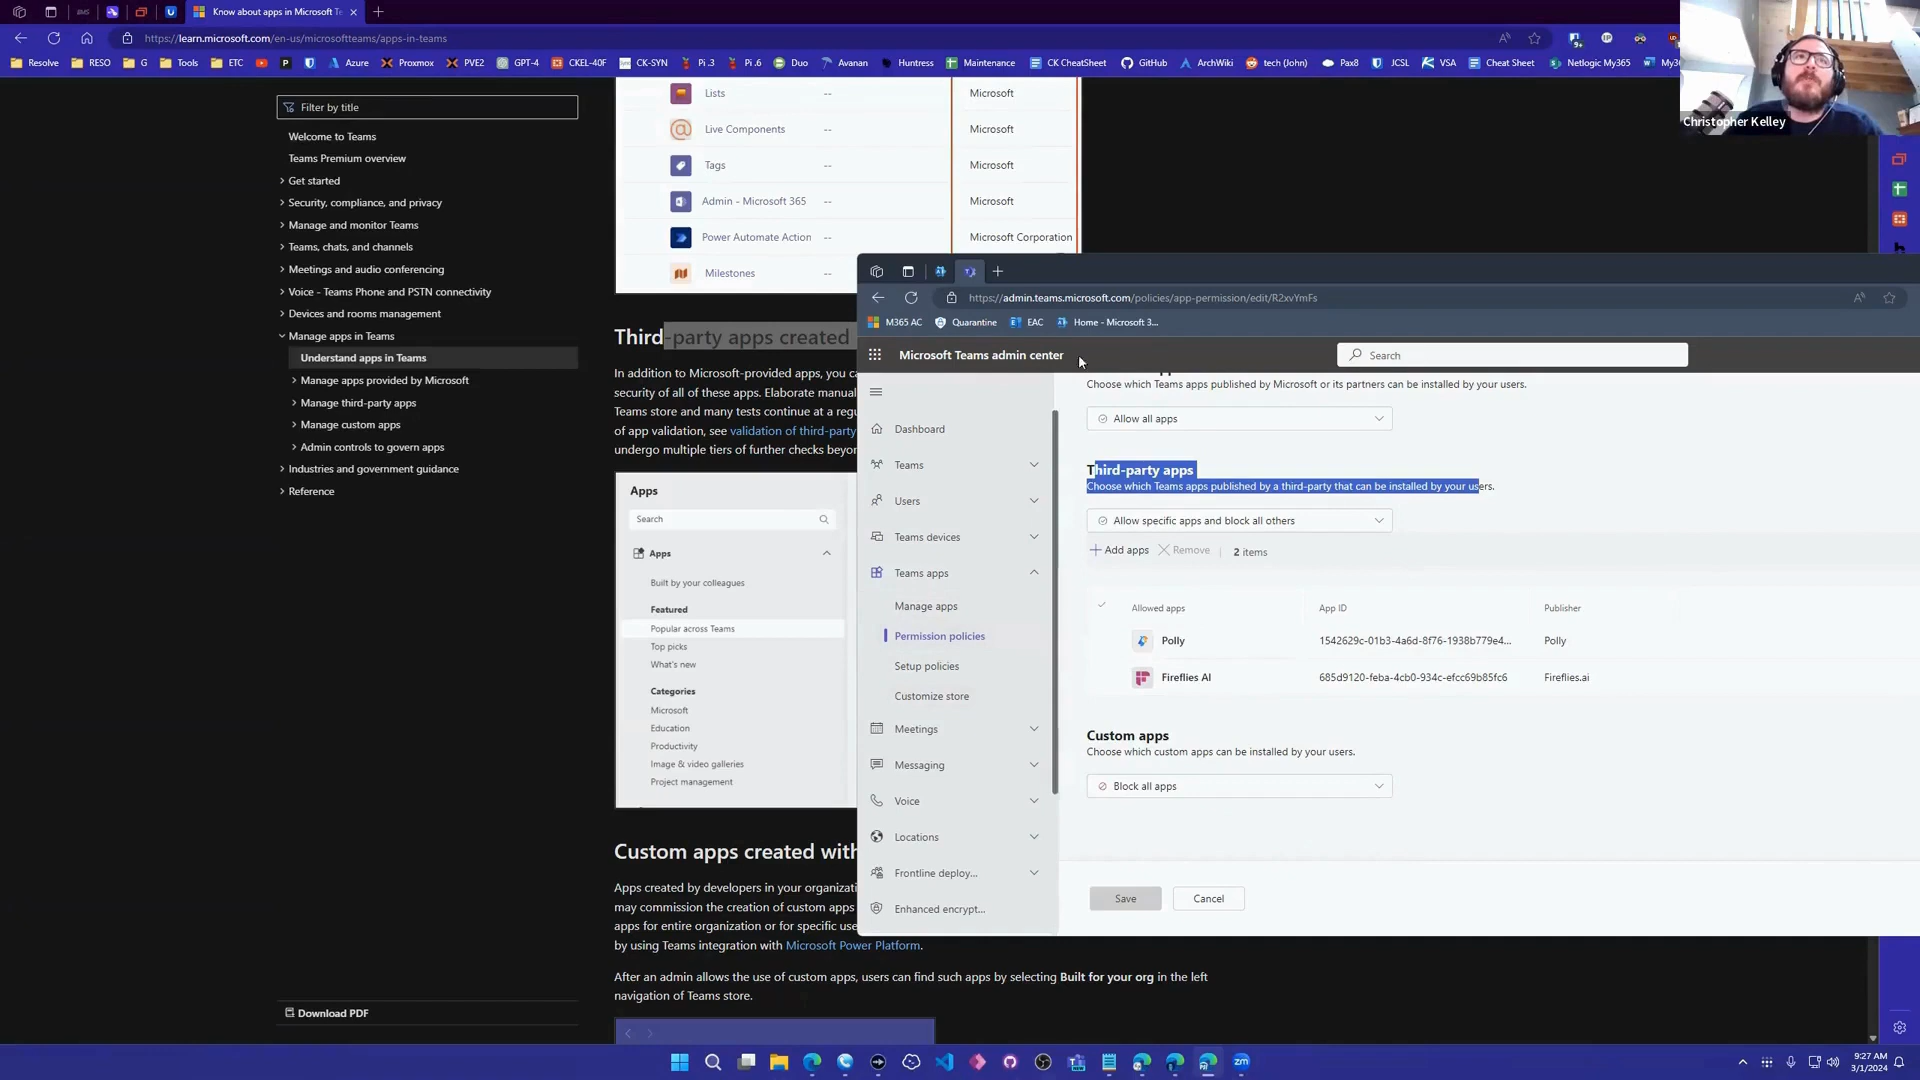 Know about apps in Microsoft Te
https://learn.microsoft.com/en-us/microsoftteams/apps-in-teams
Resolve
RESO
G
Tools
ETC
Azure
Proxmox
PVE2
GPT-4
CKEL-40F
CK-SYN
Pi .3
Pi .6
Duo
Avanan
Huntress
Maintenance
CK CheatSheet
GitHub
ArchWiki
tech (John)
Pax8
JCSL
VSA
Cheat Sheet
Netlogic My365
Christopher Kelley
Filter by title
Welcome to Teams
Teams Premium overview
Get started
Security, compliance, and privacy
Manage and monitor Teams
Teams, chats, and channels
Meetings and audio conferencing
Voice - Teams Phone and PSTN connectivity
Devices and rooms management
Manage apps in Teams
Understand apps in Teams
Manage apps provided by Microsoft
Manage third-party apps
Manage custom apps
Admin controls to govern apps
Industries and government guidance
Reference
Download PDF
Lists -- Microsoft
Live Components -- Microsoft
Tags -- Microsoft
Admin - Microsoft 365 -- Microsoft
Power Automate Action -- Microsoft Corporation
Milestones --
Third-party apps created
In addition to Microsoft-provided apps, you ca
security of all of these apps. Elaborate manual
Teams store and many tests continue at a regu
of app validation, see validation of third-party
undergo multiple tiers of further checks beyon
Apps
Search
Apps
Built by your colleagues
Featured
Popular across Teams
Top picks
What's new
Categories
Microsoft
Education
Productivity
Image & video galleries
Project management
Custom apps created with
Apps created by developers in your organizatio
may commission the creation of custom apps
apps for entire organization or for specific use
by using Teams integration with Microsoft Power Platform.
After an admin allows the use of custom apps, users can find such apps by selecting Built for your org in the left
navigation of Teams store.
https://admin.teams.microsoft.com/policies/app-permission/edit/R2xvYmFs
M365 AC
Quarantine
EAC
Home - Microsoft 3...
Microsoft Teams admin center
Search
Dashboard
Teams
Users
Teams devices
Teams apps
Manage apps
Permission policies
Setup policies
Customize store
Meetings
Messaging
Voice
Locations
Frontline deploy...
Enhanced encrypt...
Choose which Teams apps published by Microsoft or its partners can be installed by your users.
Allow all apps
Third-party apps
Choose which Teams apps published by a third-party that can be installed by your users.
Allow specific apps and block all others
Add apps
Remove
2 items
Allowed apps App ID Publisher
Polly 1542629c-01b3-4a6d-8f76-1938b779e4... Polly
Fireflies AI 685d9120-feba-4cb0-934c-efcc69b85fc6 Fireflies.ai
Custom apps
Choose which custom apps can be installed by your users.
Block all apps
Save
Cancel
9:27 AM
3/1/2024